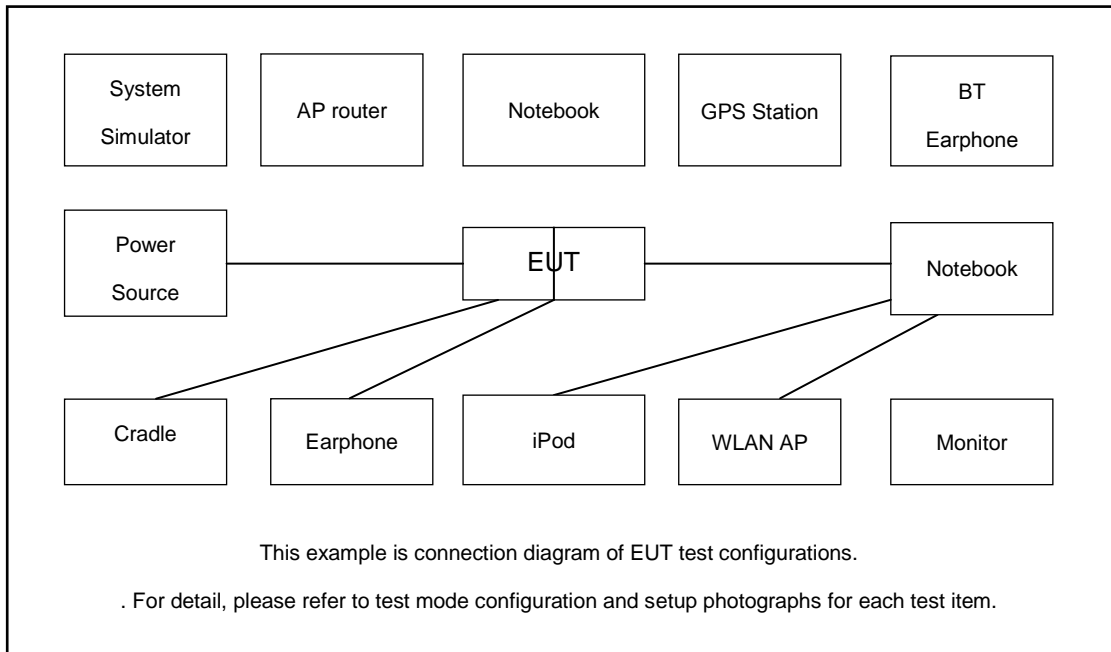 System
Simulator
AP router
Notebook
GPS Station
BT
Earphone
Power
Source
EUT
Notebook
Cradle
Earphone
iPod
WLAN AP
Monitor
This example is connection diagram of EUT test configurations.
. For detail, please refer to test mode configuration and setup photographs for each test item.